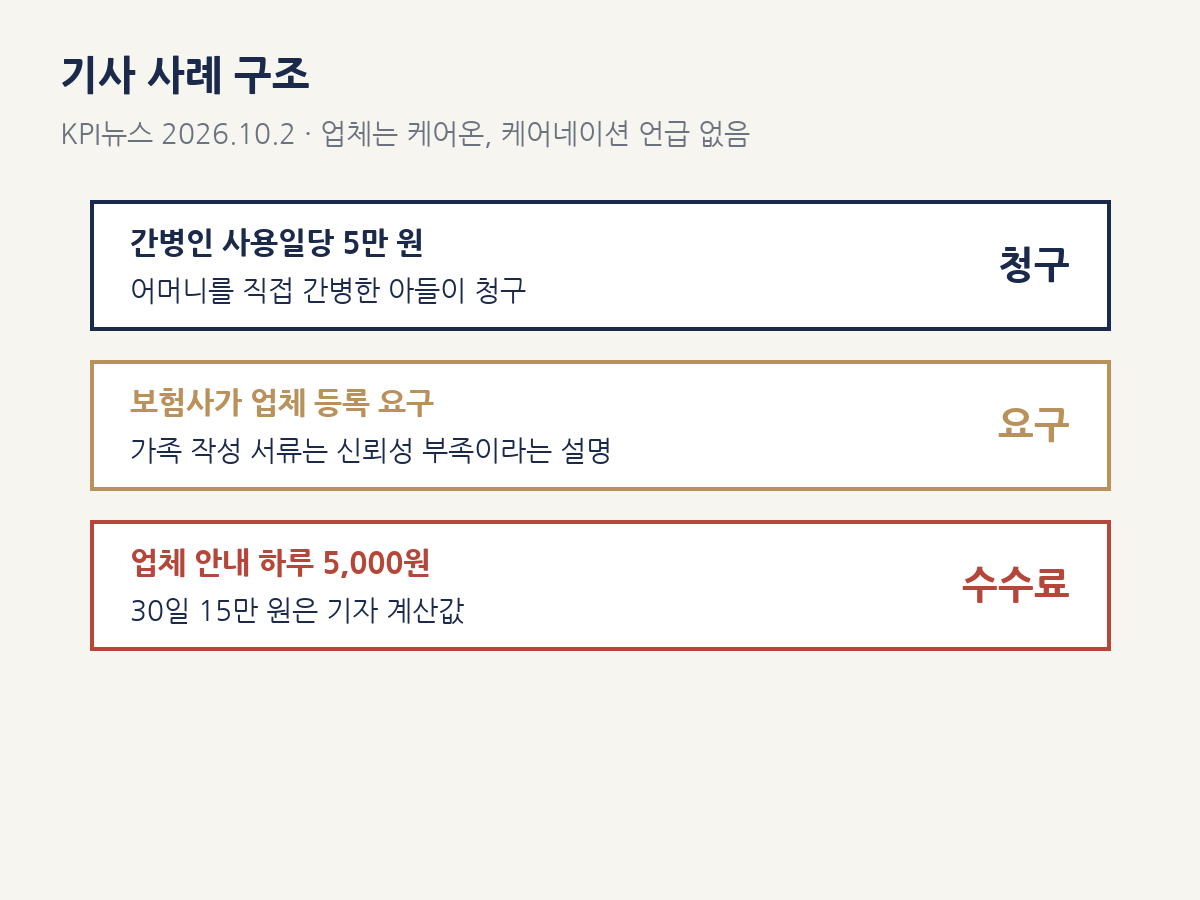 기사 사례 구조
KPI뉴스 2026.10.2 · 업체는 케어온, 케어네이션 언급 없음
간병인 사용일당 5만 원
어머니를 직접 간병한 아들이 청구
청구
보험사가 업체 등록 요구
가족 작성 서류는 신뢰성 부족이라는 설명
요구
업체 안내 하루 5,000원
30일 15만 원은 기자 계산값
수수료